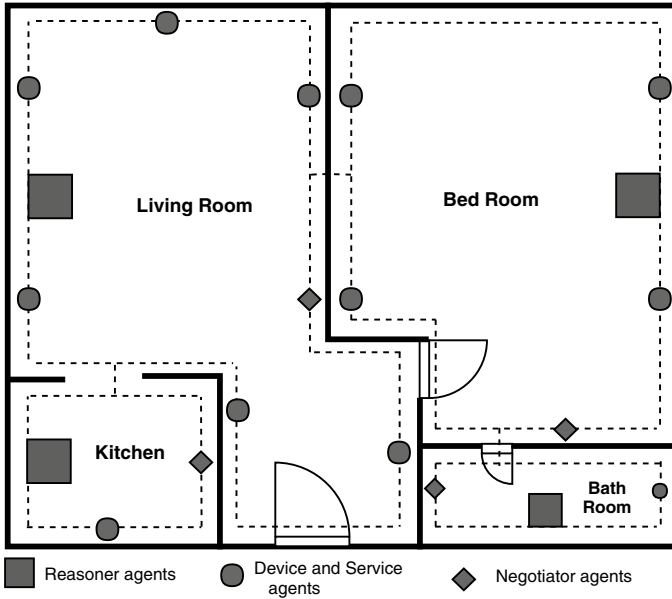 Living Room
Bed Room
Kitchen
Bath
Room
Reasoner agents
Device and Service
agents
Negotiator agents